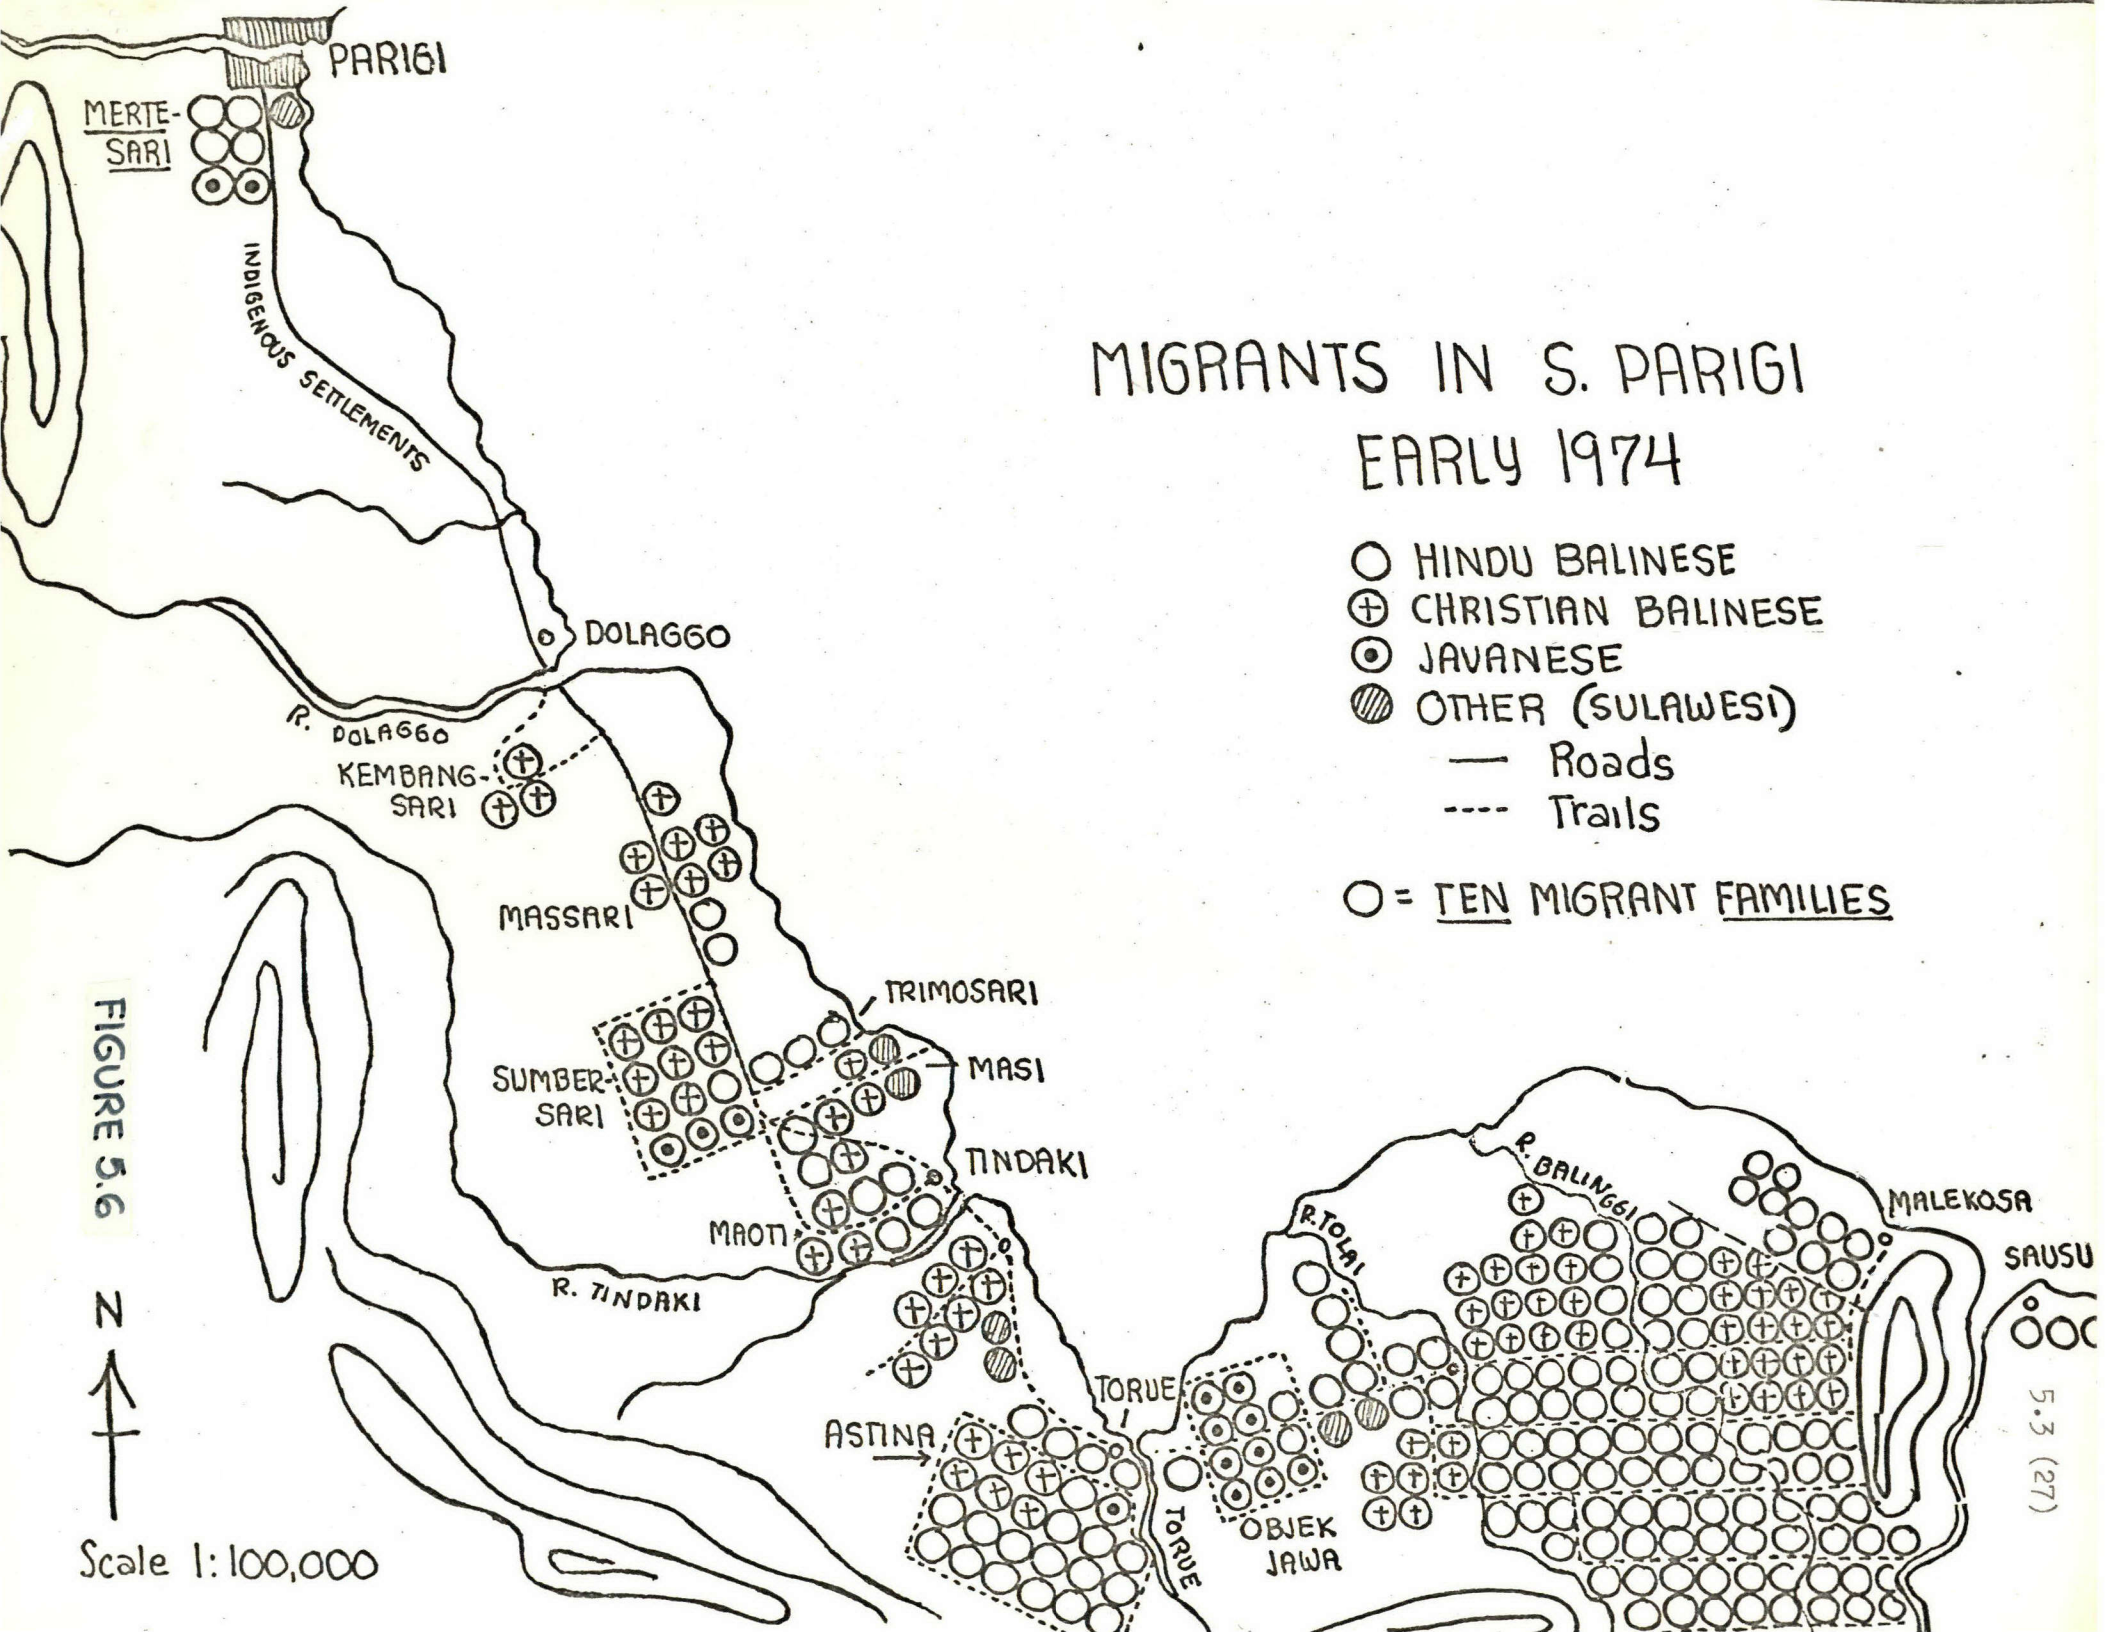 PARIGI
MERTE-
SARI
INDIGENOUS SETTLEMENTS
MIGRANTS IN S. PARIGI
EARLY 1974
HINDU BALINESE
CHRISTIAN BALINESE
JAVANESE
OTHER (SULAWESI)
Roads
Trails
O = TEN MIGRANT FAMILIES
DOLAGGO
R. DOLAGGO
KEMBANG-
SARI
MASSARI
TRIMOSARI
MASI
SUMBER-
SARI
TINDAKI
MAOTI
R. TINDAKI
R. BALINGGI
MALEKOSA
SAUSU
R. TOLAI
TORUE
ASTINA
TORUE
OBJEK
JAWA
FIGURE 5.6
N
Scale 1:100,000
5.3 (27)